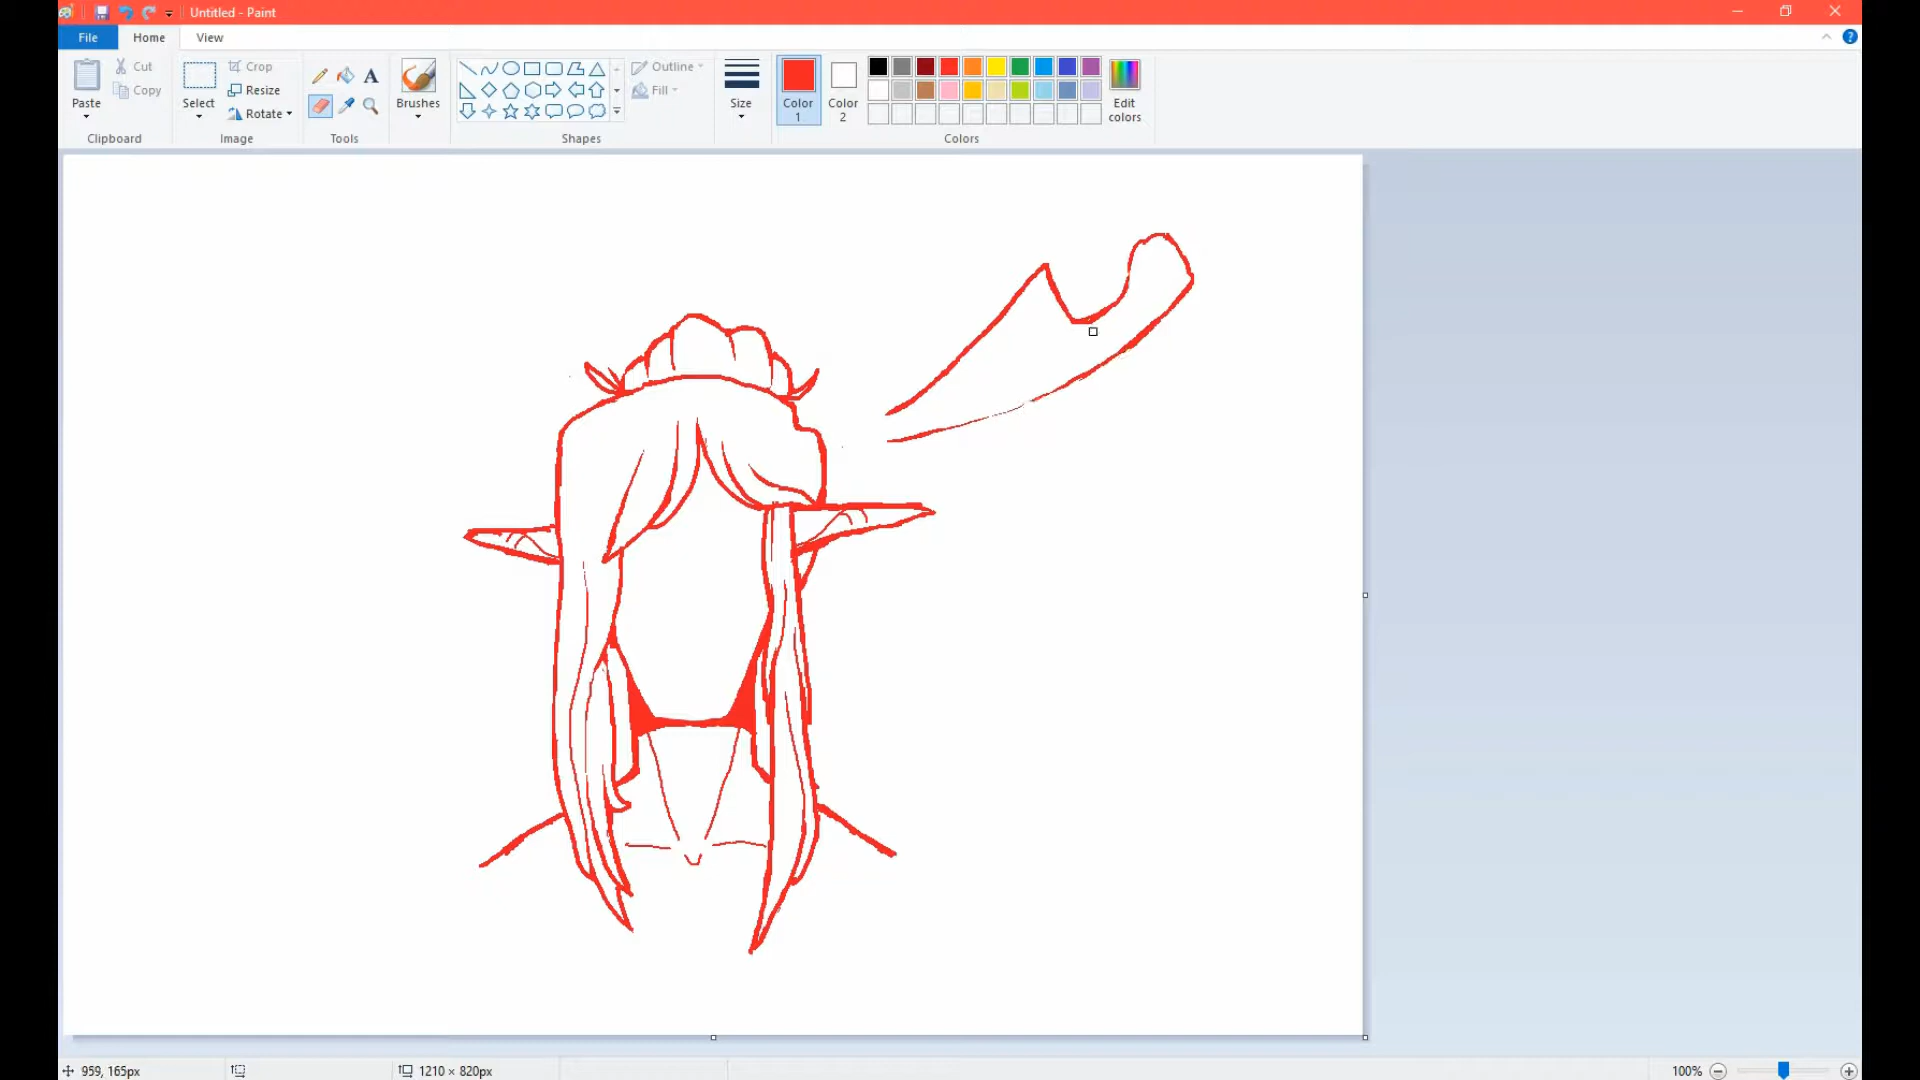 Untitled - Paint
File Home View
Paste
Cut
Copy
Clipboard
Select
Crop
Resize
Rotate
Image
A
Tools
Brushes
Outline
Fill
Shapes
Size
Color 1
Color 2
Edit colors
Colors
959, 165px
1210 × 820px
100%